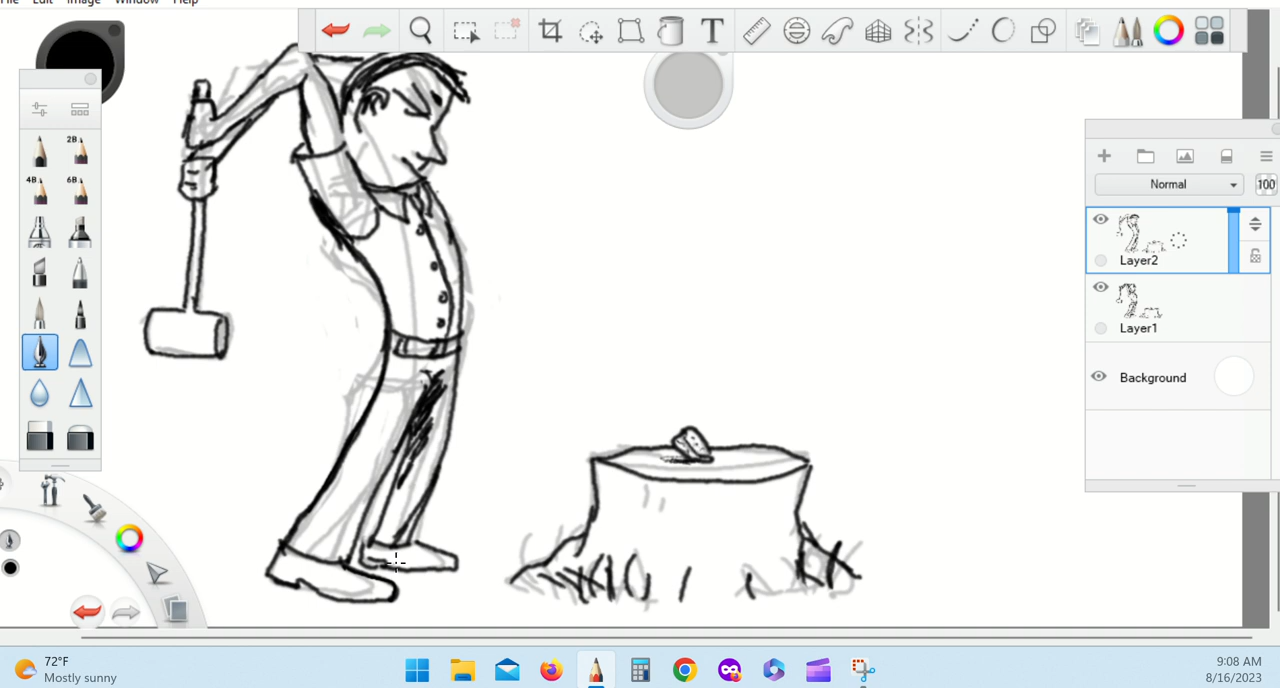 File Edit Image Window Help
T
2B
4B 6B
Normal 100
Layer2
Layer1
Background
72°F
Mostly sunny
9:08 AM
8/16/2023